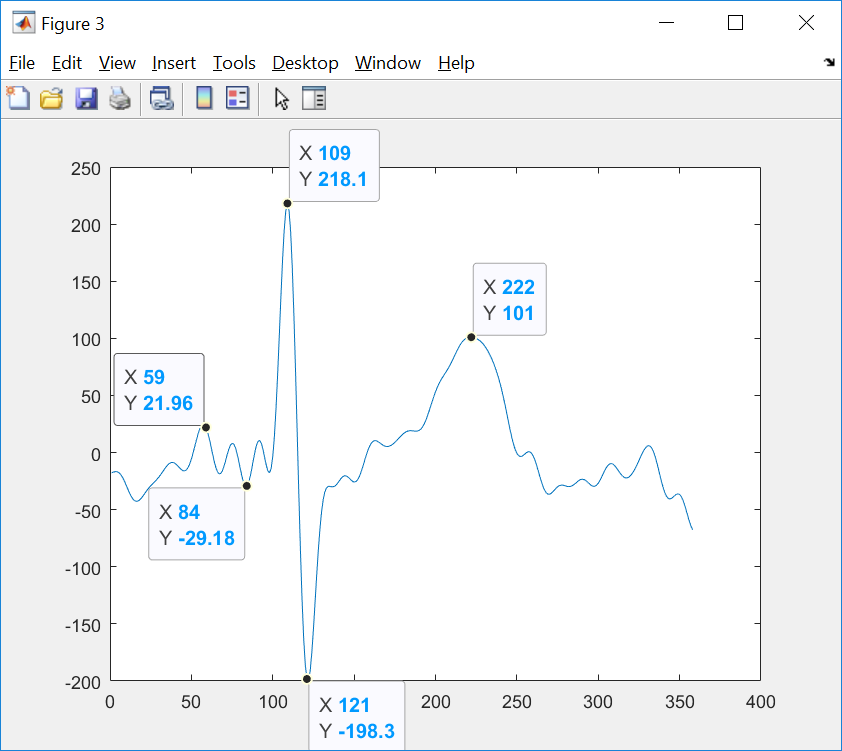 Figure 3
File Edit View Insert Tools Desktop Window Help
X 109
Y 218.1
X 222
Y 101
X 59
Y 21.96
X 84
Y -29.18
X 121
Y -198.3
250
200
150
100
50
0
-50
-100
-150
-200
0 50 100 200 250 300 350 400